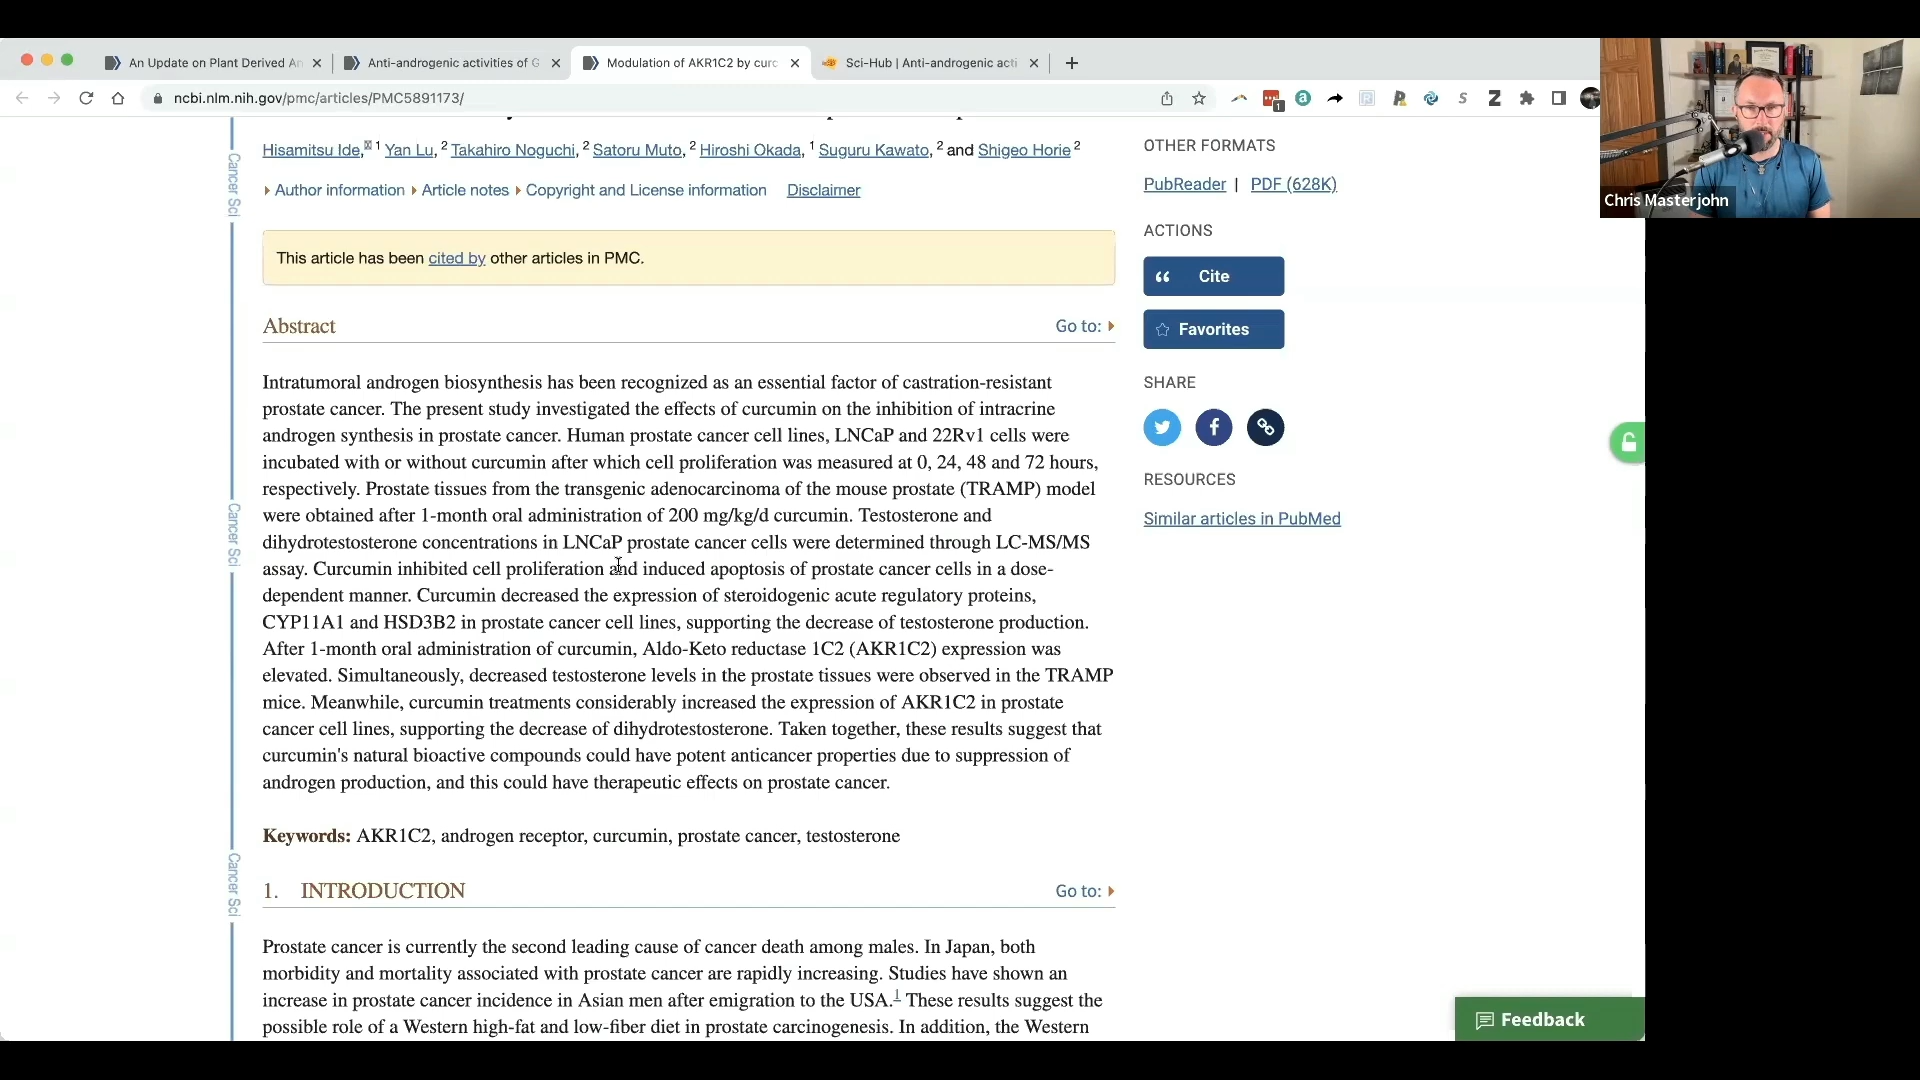 An Update on Plant Derived An
Anti-androgenic activities of G
Modulation of AKR1C2 by curc
Sci-Hub | Anti-androgenic acti
ncbi.nlm.nih.gov/pmc/articles/PMC5891173/
Chris Masterjohn
Hisamitsu Ide, 1 Yan Lu, 2 Takahiro Noguchi, 2 Satoru Muto, 2 Hiroshi Okada, 1 Suguru Kawato, 2 and Shigeo Horie 2
Author information Article notes Copyright and License information Disclaimer
This article has been cited by other articles in PMC.
Abstract
Go to:
Intratumoral androgen biosynthesis has been recognized as an essential factor of castration-resistant
prostate cancer. The present study investigated the effects of curcumin on the inhibition of intracrine
androgen synthesis in prostate cancer. Human prostate cancer cell lines, LNCaP and 22Rv1 cells were
incubated with or without curcumin after which cell proliferation was measured at 0, 24, 48 and 72 hours,
respectively. Prostate tissues from the transgenic adenocarcinoma of the mouse prostate (TRAMP) model
were obtained after 1-month oral administration of 200 mg/kg/d curcumin. Testosterone and
dihydrotestosterone concentrations in LNCaP prostate cancer cells were determined through LC-MS/MS
assay. Curcumin inhibited cell proliferation and induced apoptosis of prostate cancer cells in a dose-
dependent manner. Curcumin decreased the expression of steroidogenic acute regulatory proteins,
CYP11A1 and HSD3B2 in prostate cancer cell lines, supporting the decrease of testosterone production.
After 1-month oral administration of curcumin, Aldo-Keto reductase 1C2 (AKR1C2) expression was
elevated. Simultaneously, decreased testosterone levels in the prostate tissues were observed in the TRAMP
mice. Meanwhile, curcumin treatments considerably increased the expression of AKR1C2 in prostate
cancer cell lines, supporting the decrease of dihydrotestosterone. Taken together, these results suggest that
curcumin's natural bioactive compounds could have potent anticancer properties due to suppression of
androgen production, and this could have therapeutic effects on prostate cancer.
Keywords: AKR1C2, androgen receptor, curcumin, prostate cancer, testosterone
1. INTRODUCTION
Go to:
Prostate cancer is currently the second leading cause of cancer death among males. In Japan, both
morbidity and mortality associated with prostate cancer are rapidly increasing. Studies have shown an
increase in prostate cancer incidence in Asian men after emigration to the USA.1 These results suggest the
possible role of a Western high-fat and low-fiber diet in prostate carcinogenesis. In addition, the Western
Cancer Sci
Cancer Sci
Cancer Sci
OTHER FORMATS
PubReader | PDF (628K)
ACTIONS
Cite
Favorites
SHARE
RESOURCES
Similar articles in PubMed
Feedback